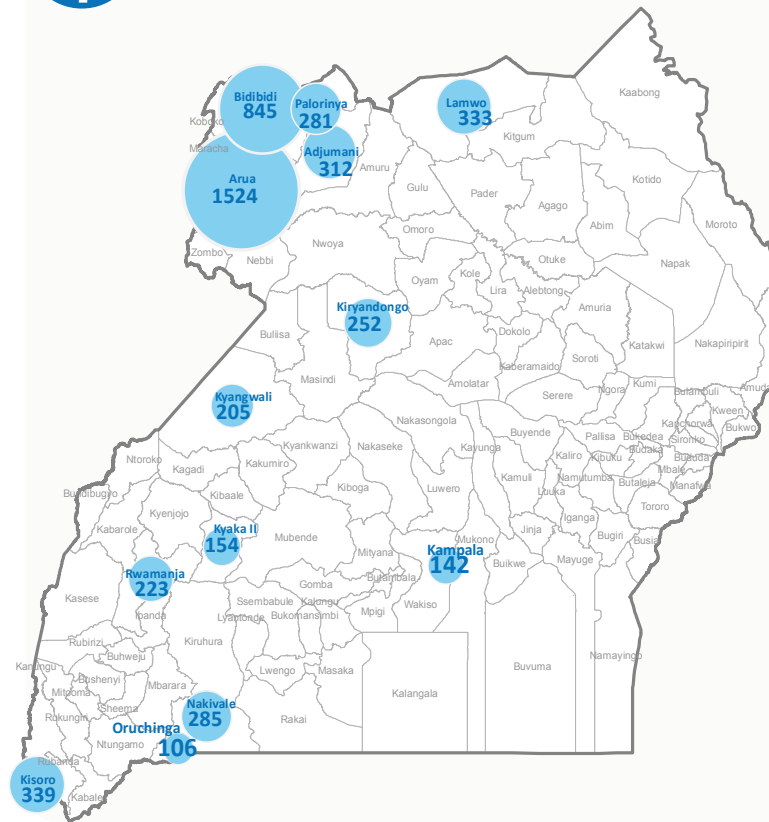 Kaabong
Bidibidi
845
Palorinya
281
Lamwo
333
Koboko
Kitgum
Maracha
Adjumani
312
Amuru
Arua
1524
Gulu
Pader
Agago
Kotido
Abim
Moroto
Omoro
Nwoya
Zombo
Nebbi
Otuke
Napak
Oyam
Kole
Lira
Alebtong
Amuria
Kiryandongo
252
Buliisa
Apac
Dokolo
Kaberamaido
Soroti
Katakwi
Nakapiripirit
Masindi
Amolatar
Serere
Ngora
Kumi
Bulambuli
Amudat
Kyangwali
205
Nakasongola
Kween
Kapchorwa
Bukwo
Buyende
Pallisa
Bukedea
Sironko
Budaka
Kyankwanzi
Nakaseke
Kayunga
Kaliro
Kibuku
Bududa
Mbale
Ntoroko
Kagadi
Kakumiro
Kamuli
Namutumba
Butaleja
Manafwa
Bundibugyo
Kibaale
Kiboga
Luwero
Luuka
Iganga
Tororo
Kabarole
Kyenjojo
Kyaka II
154
Mubende
Mityana
Mukono
Jinja
Bugiri
Busia
Kampala
142
Buikwe
Mayuge
Rwamanja
223
Butambala
Gomba
Kasese
Ibanda
Ssembabule
Kalungu
Mpigi
Wakiso
Lyantonde
Bukomansimbi
Rubirizi
Kiruhura
Buhweju
Namayingo
Kanungu
Bushenyi
Lwengo
Masaka
Buvuma
Mitooma
Mbarara
Kalangala
Sheema
Nakivale
285
Rukungiri
Rakai
Oruchinga
106
Ntungamo
Rubanda
Kisoro
339
Kabale